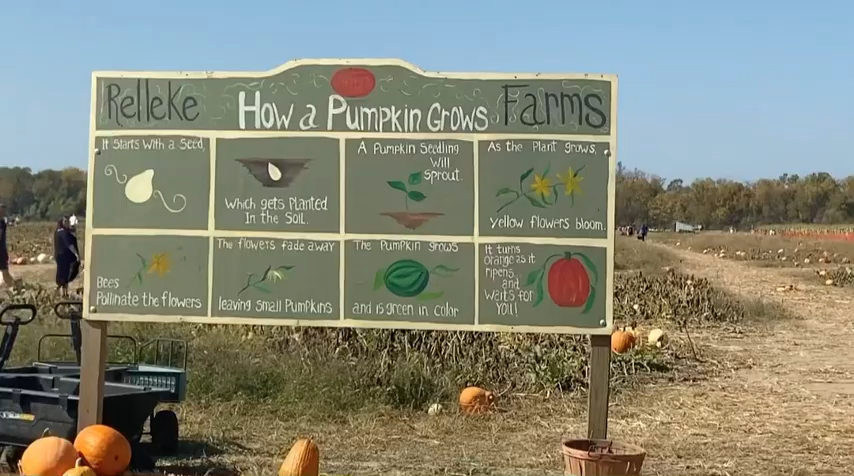 Relleke How a Pumpkin Grows Farms
It Starts With a Seed,
Which gets Planted
In the Soil.
A Pumpkin Seedling
Will
Sprout.
As the Plant grows,
Yellow flowers bloom.
Bees
Pollinate the flowers
The flowers fade away
leaving small Pumpkins
The Pumpkin grows
and is green in color
It turns
orange as it
ripens
and
waits for
you!